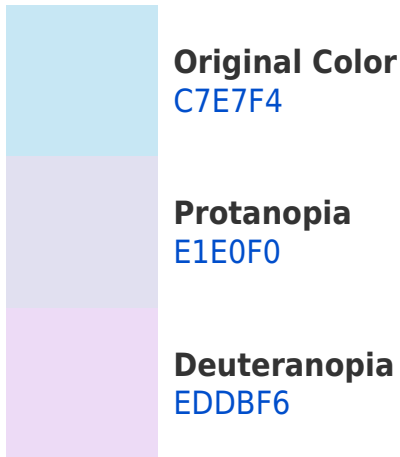 Original Color
C7E7F4
Protanopia
E1E0F0
Deuteranopia
EDDBF6